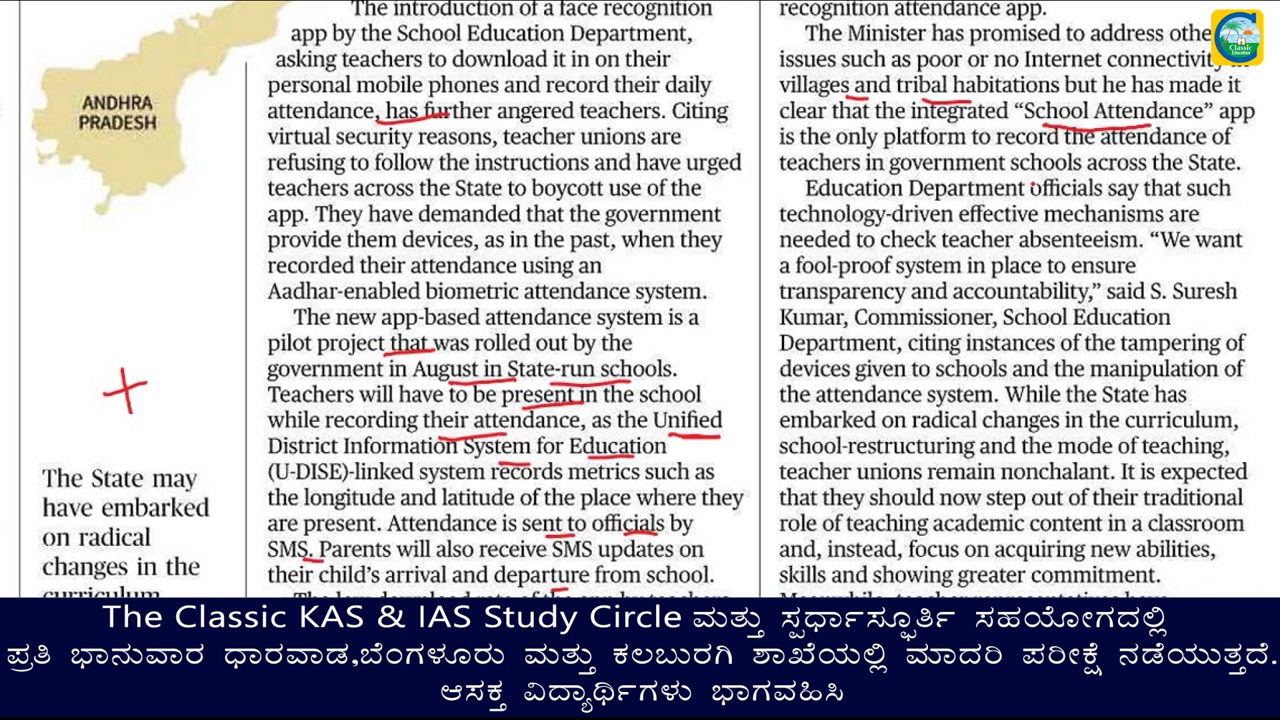 ANDHRA
PRADESH
The State may
have embarked
on radical
changes in the
curriculum
The introduction of a face recognition
app by the School Education Department,
asking teachers to download it in on their
personal mobile phones and record their daily
attendance, has further angered teachers. Citing
virtual security reasons, teacher unions are
refusing to follow the instructions and have urged
teachers across the State to boycott use of the
app. They have demanded that the government
provide them devices, as in the past, when they
recorded their attendance using an
Aadhar-enabled biometric attendance system.
The new app-based attendance system is a
pilot project that was rolled out by the
government in August in State-run schools.
Teachers will have to be present in the school
while recording their attendance, as the Unified
District Information System for Education
(U-DISE)-linked system records metrics such as
the longitude and latitude of the place where they
are present. Attendance is sent to officials by
SMS. Parents will also receive SMS updates on
their child's arrival and departure from school.
recognition attendance app.
The Minister has promised to address other
issues such as poor or no Internet connectivity in
villages and tribal habitations but he has made it
clear that the integrated “School Attendance” app
is the only platform to record the attendance of
teachers in government schools across the State.
Education Department officials say that such
technology-driven effective mechanisms are
needed to check teacher absenteeism. “We want
a fool-proof system in place to ensure
transparency and accountability,” said S. Suresh
Kumar, Commissioner, School Education
Department, citing instances of the tampering of
devices given to schools and the manipulation of
the attendance system. While the State has
embarked on radical changes in the curriculum,
school-restructuring and the mode of teaching,
teacher unions remain nonchalant. It is expected
that they should now step out of their traditional
role of teaching academic content in a classroom
and, instead, focus on acquiring new abilities,
skills and showing greater commitment.
Classic
Education
The Classic KAS & IAS Study Circle ಮತ್ತು ಸ್ಪರ್ಧಾಸ್ಫೂರ್ತಿ ಸಹಯೋಗದಲ್ಲಿ
ಪ್ರತಿ ಭಾನುವಾರ ಧಾರವಾಡ,ಬೆಂಗಳೂರು ಮತ್ತು ಕಲಬುರಗಿ ಶಾಖೆಯಲ್ಲಿ ಮಾದರಿ ಪರೀಕ್ಷೆ ನಡೆಯುತ್ತದೆ.
ಆಸಕ್ತ ವಿದ್ಯಾರ್ಥಿಗಳು ಭಾಗವಹಿಸಿ